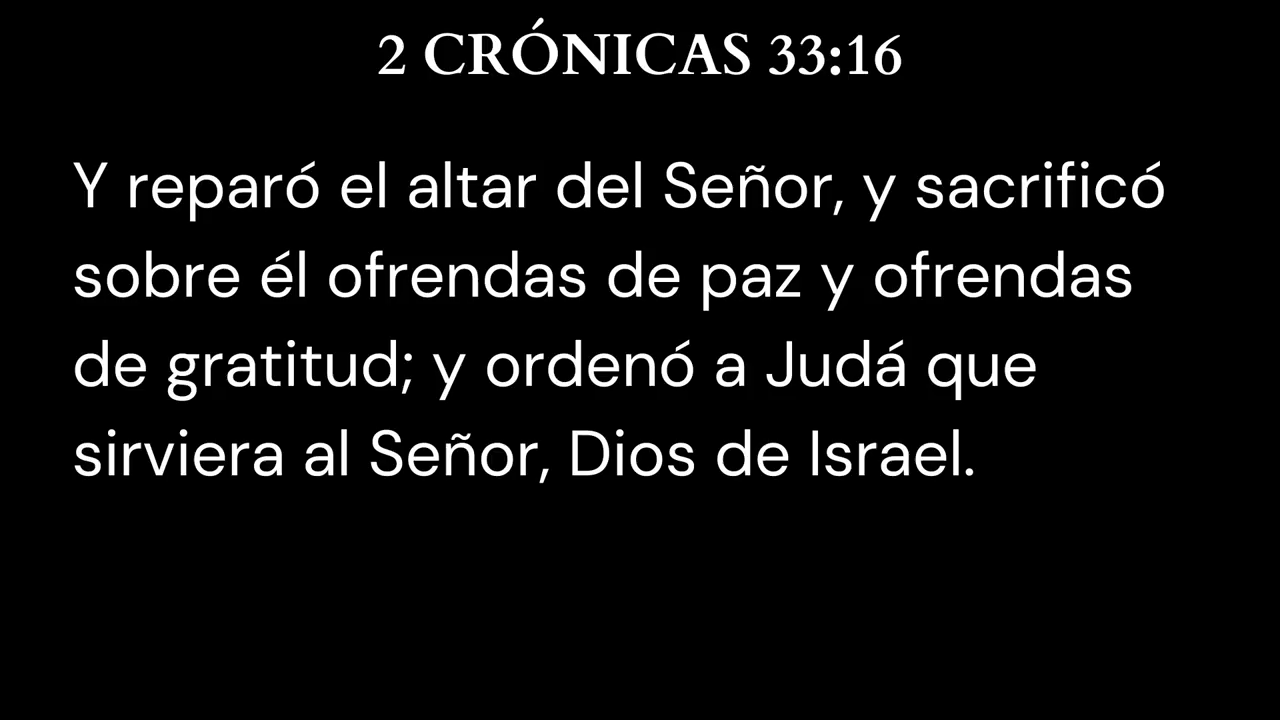 2 CRÓNICAS 33:16
Y reparó el altar del Señor, y sacrificó
sobre él ofrendas de paz y ofrendas
de gratitud; y ordenó a Judá que
sirviera al Señor, Dios de Israel.